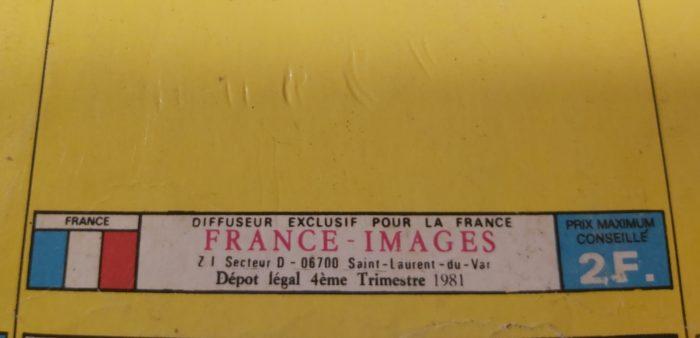 FRANCE
DIFFUSEUR EXCLUSIF POUR LA FRANCE
FRANCE-IMAGES
Z I Secteur D - 06700 Saint-Laurent-du-Var
Dépot légal 4ème Trimestre 1981
PRIX MAXIMUM
CONSEILLÉ
2F.